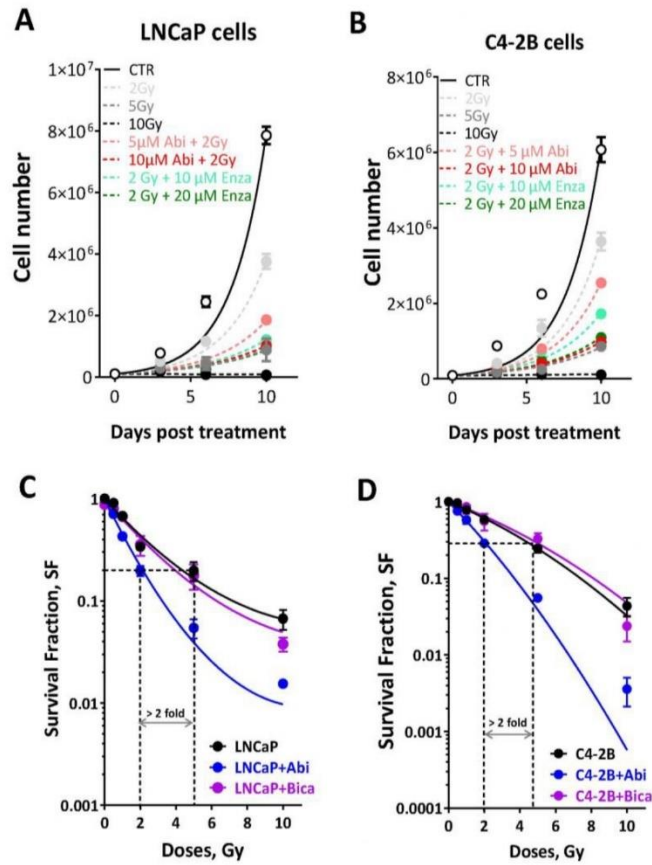 A
LNCaP cells
Cell number
1×10⁷
8×10⁶
6×10⁶
4×10⁶
2×10⁶
0
CTR
2Gy
5Gy
10Gy
5µM Abi + 2Gy
10µM Abi + 2Gy
2 Gy + 10 µM Enza
2 Gy + 20 µM Enza
0
5
10
Days post treatment
B
C4-2B cells
Cell number
8×10⁶
6×10⁶
4×10⁶
2×10⁶
0
CTR
2Gy
5Gy
10Gy
2 Gy + 5 µM Abi
2 Gy + 10 µM Abi
2 Gy + 10 µM Enza
2 Gy + 20 µM Enza
0
5
10
Days post treatment
C
Survival Fraction, SF
1
0.1
0.01
0.001
> 2 fold
LNCaP
LNCaP+Abi
LNCaP+Bica
0
2
4
6
8
10
Doses, Gy
D
Survival Fraction, SF
1
0.1
0.01
0.001
0.0001
> 2 fold
C4-2B
C4-2B+Abi
C4-2B+Bica
0
2
4
6
8
10
Doses, Gy